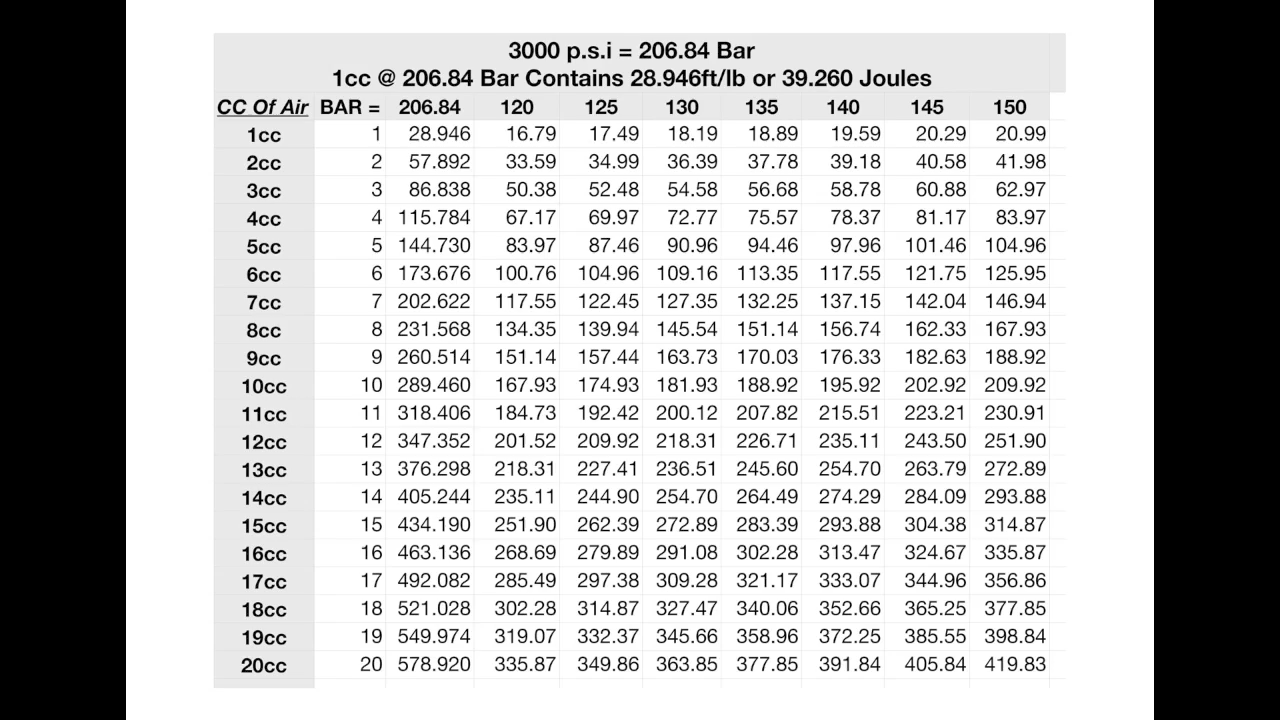 3000 p.s.i = 206.84 Bar
1cc @ 206.84 Bar Contains 28.946ft/lb or 39.260 Joules
CC Of Air BAR = 206.84 120 125 130 135 140 145 150
1cc 1 28.946 16.79 17.49 18.19 18.89 19.59 20.29 20.99
2cc 2 57.892 33.59 34.99 36.39 37.78 39.18 40.58 41.98
3cc 3 86.838 50.38 52.48 54.58 56.68 58.78 60.88 62.97
4cc 4 115.784 67.17 69.97 72.77 75.57 78.37 81.17 83.97
5cc 5 144.730 83.97 87.46 90.96 94.46 97.96 101.46 104.96
6cc 6 173.676 100.76 104.96 109.16 113.35 117.55 121.75 125.95
7cc 7 202.622 117.55 122.45 127.35 132.25 137.15 142.04 146.94
8cc 8 231.568 134.35 139.94 145.54 151.14 156.74 162.33 167.93
9cc 9 260.514 151.14 157.44 163.73 170.03 176.33 182.63 188.92
10cc 10 289.460 167.93 174.93 181.93 188.92 195.92 202.92 209.92
11cc 11 318.406 184.73 192.42 200.12 207.82 215.51 223.21 230.91
12cc 12 347.352 201.52 209.92 218.31 226.71 235.11 243.50 251.90
13cc 13 376.298 218.31 227.41 236.51 245.60 254.70 263.79 272.89
14cc 14 405.244 235.11 244.90 254.70 264.49 274.29 284.09 293.88
15cc 15 434.190 251.90 262.39 272.89 283.39 293.88 304.38 314.87
16cc 16 463.136 268.69 279.89 291.08 302.28 313.47 324.67 335.87
17cc 17 492.082 285.49 297.38 309.28 321.17 333.07 344.96 356.86
18cc 18 521.028 302.28 314.87 327.47 340.06 352.66 365.25 377.85
19cc 19 549.974 319.07 332.37 345.66 358.96 372.25 385.55 398.84
20cc 20 578.920 335.87 349.86 363.85 377.85 391.84 405.84 419.83